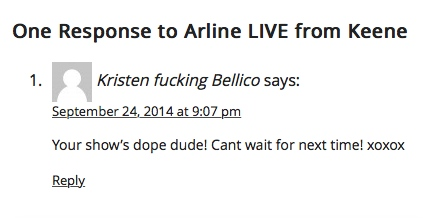 One Response to Arline LIVE from Keene
1. Kristen fucking Bellico says:
September 24, 2014 at 9:07 pm
Your show's dope dude! Cant wait for next time! xoxox
Reply